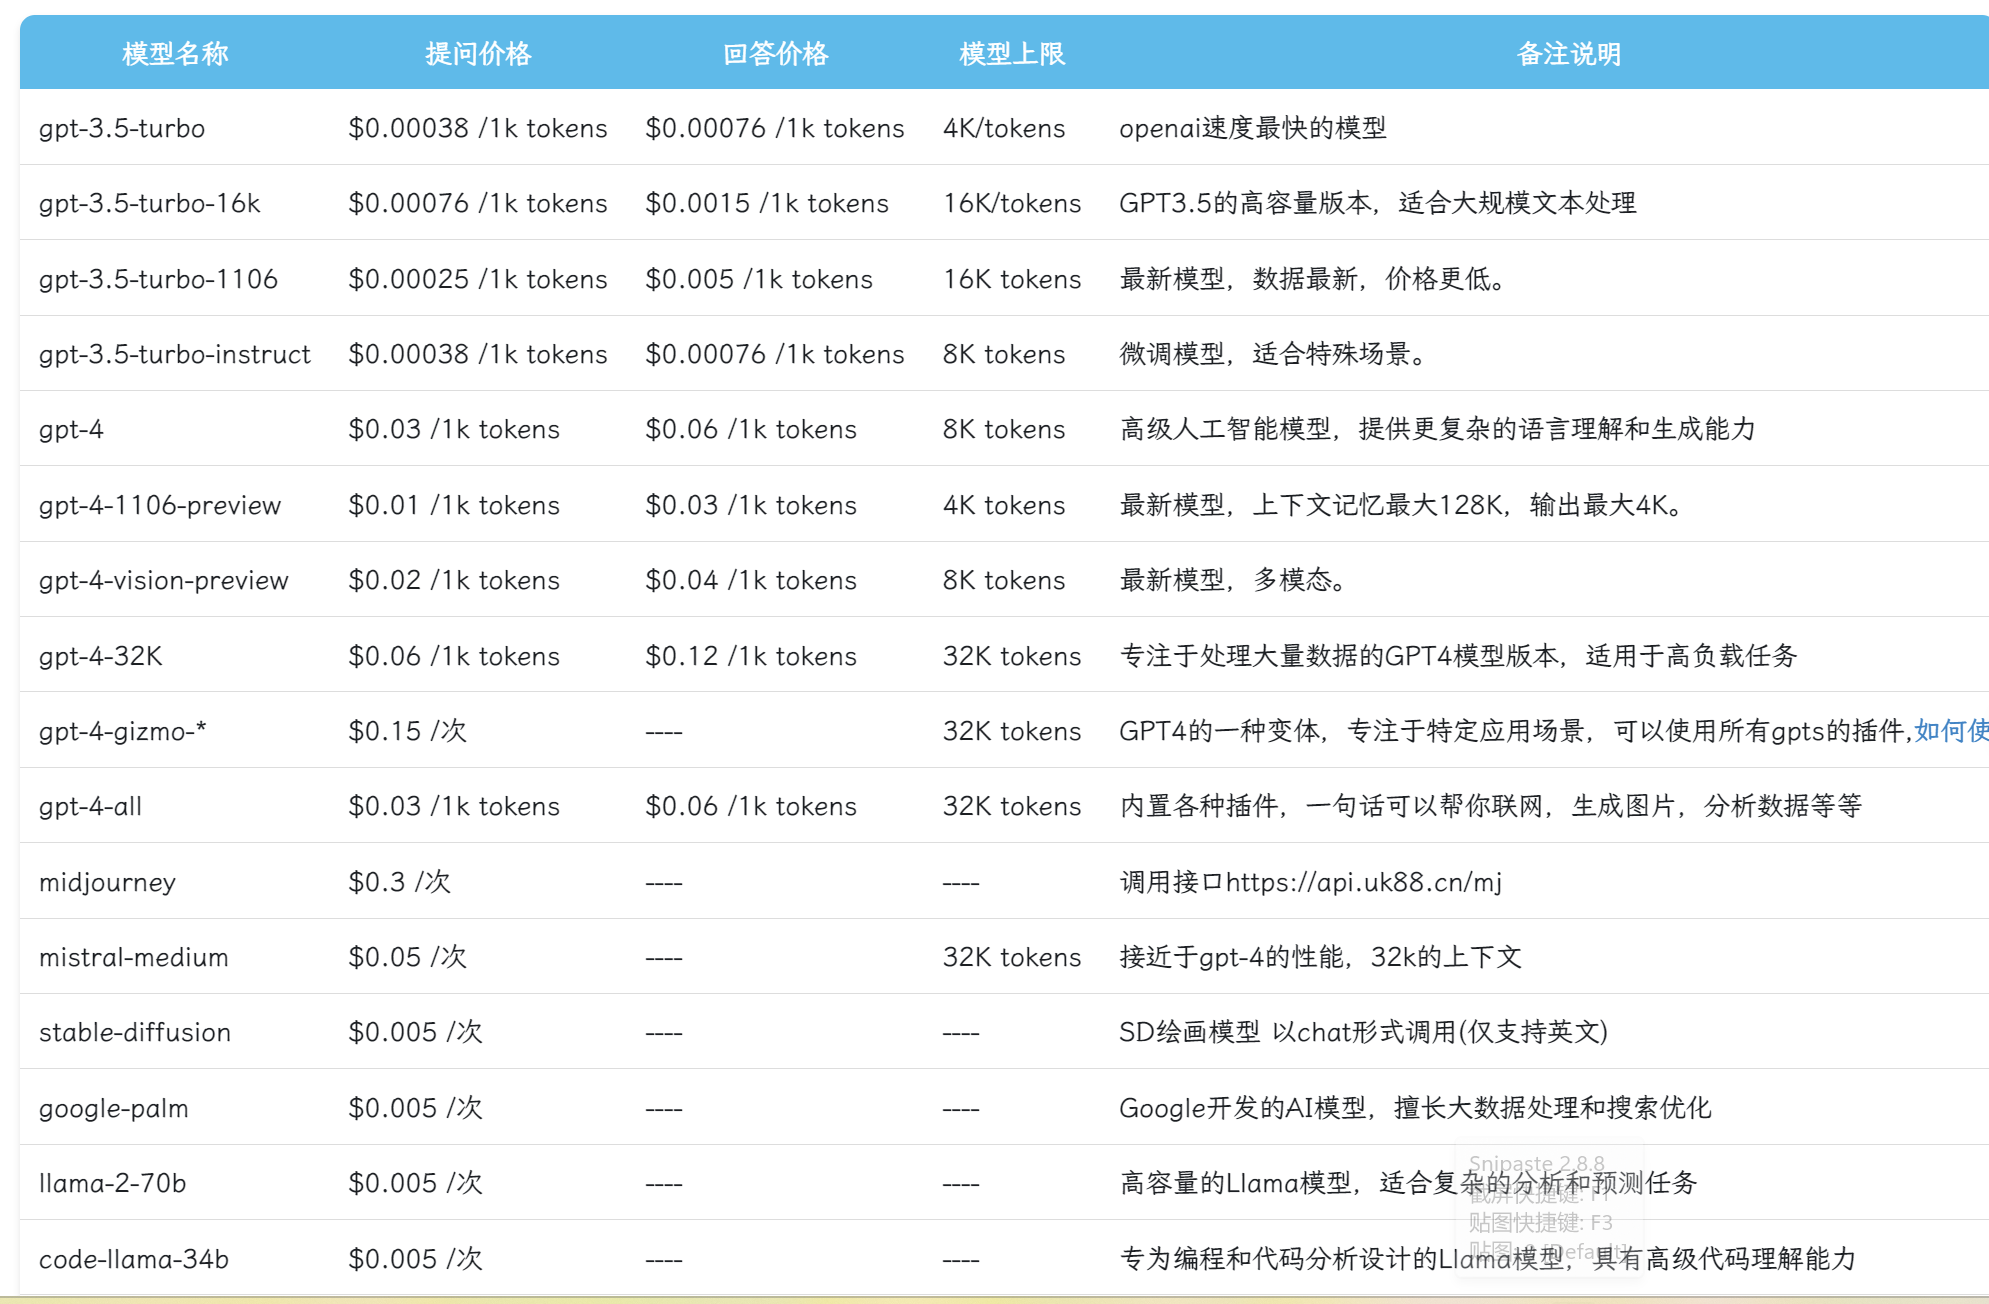 模型名称 提问价格 回答价格 模型上限 备注说明
gpt-3.5-turbo $0.00038 /1k tokens $0.00076 /1k tokens 4K/tokens openai速度最快的模型
gpt-3.5-turbo-16k $0.00076 /1k tokens $0.0015 /1k tokens 16K/tokens GPT3.5的高容量版本，适合大规模文本处理
gpt-3.5-turbo-1106 $0.00025 /1k tokens $0.005 /1k tokens 16K tokens 最新模型，数据最新，价格更低。
gpt-3.5-turbo-instruct $0.00038 /1k tokens $0.00076 /1k tokens 8K tokens 微调模型，适合特殊场景。
gpt-4 $0.03 /1k tokens $0.06 /1k tokens 8K tokens 高级人工智能模型，提供更复杂的语言理解和生成能力
gpt-4-1106-preview $0.01 /1k tokens $0.03 /1k tokens 4K tokens 最新模型，上下文记忆最大128K，输出最大4K。
gpt-4-vision-preview $0.02 /1k tokens $0.04 /1k tokens 8K tokens 最新模型，多模态。
gpt-4-32K $0.06 /1k tokens $0.12 /1k tokens 32K tokens 专注于处理大量数据的GPT4模型版本，适用于高负载任务
gpt-4-gizmo-* $0.15 /次 ---- 32K tokens GPT4的一种变体，专注于特定应用场景，可以使用所有gpts的插件,如何使
gpt-4-all $0.03 /1k tokens $0.06 /1k tokens 32K tokens 内置各种插件，一句话可以帮你联网，生成图片，分析数据等等
midjourney $0.3 /次 ---- ---- 调用接口https://api.uk88.cn/mj
mistral-medium $0.05 /次 ---- 32K tokens 接近于gpt-4的性能，32k的上下文
stable-diffusion $0.005 /次 ---- ---- SD绘画模型 以chat形式调用(仅支持英文)
google-palm $0.005 /次 ---- ---- Google开发的AI模型，擅长大数据处理和搜索优化
Snipaste 2.8.8
llama-2-70b $0.005 /次 ---- ---- 高容量的Llama模型，适合复杂的分析和预测任务
截屏快捷键: F1
贴图快捷键: F3
code-llama-34b $0.005 /次 ---- ---- 专为编程和代码分析设计的Llama模型，具有高级代码理解能力